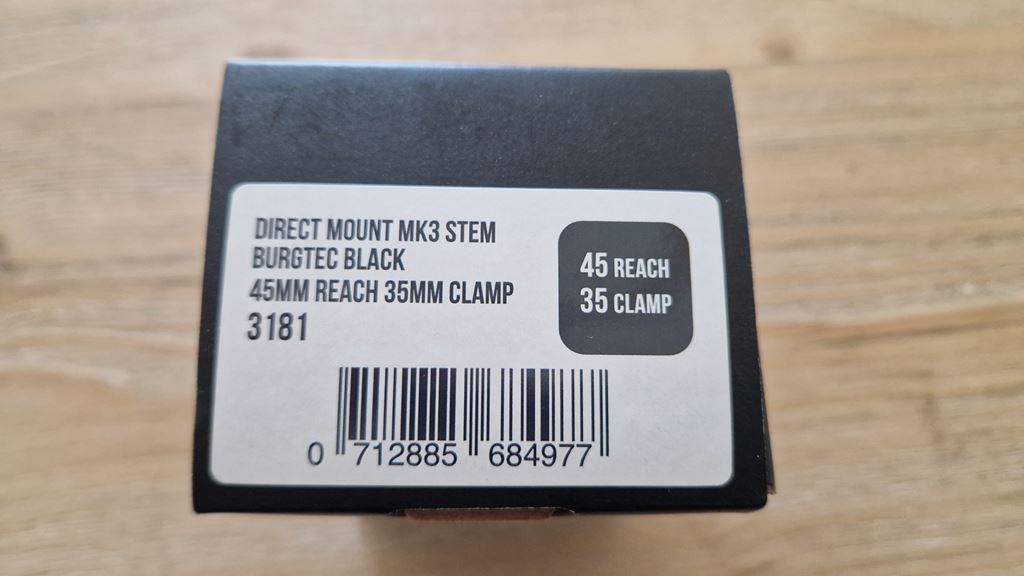 DIRECT MOUNT MK3 STEM
BURGTEC BLACK
45MM REACH 35MM CLAMP
3181
45 REACH
35 CLAMP
0 712885 684977